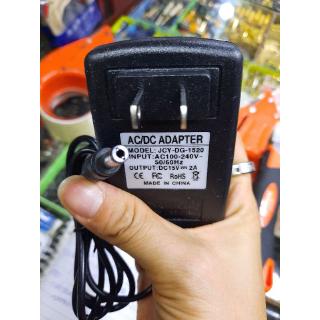 AC/DC ADAPTER
MODEL: JCY-DG-1520
INPUT:AC100-240V~
50/60Hz
OUTPUT:DC15V⎓2A
CE FC RoHS
MADE IN CHINA